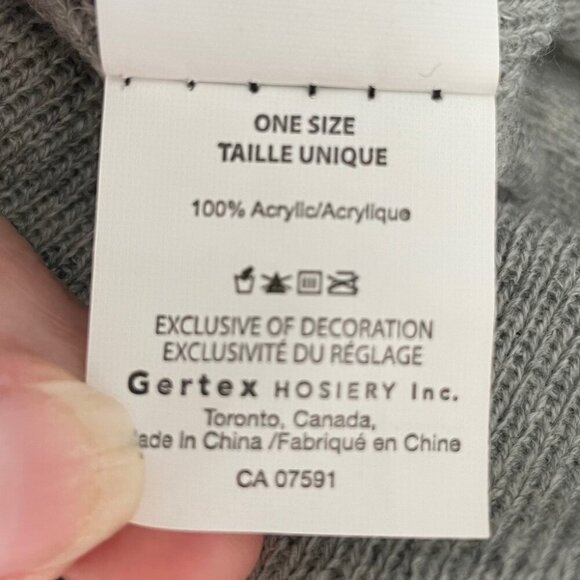 ONE SIZE
TAILLE UNIQUE
100% Acrylic/Acrylique
EXCLUSIVE OF DECORATION
EXCLUSIVITÉ DU RÉGLAGE
Gertex HOSIERY Inc.
Toronto, Canada,
ade In China /Fabriqué en Chine
CA 07591